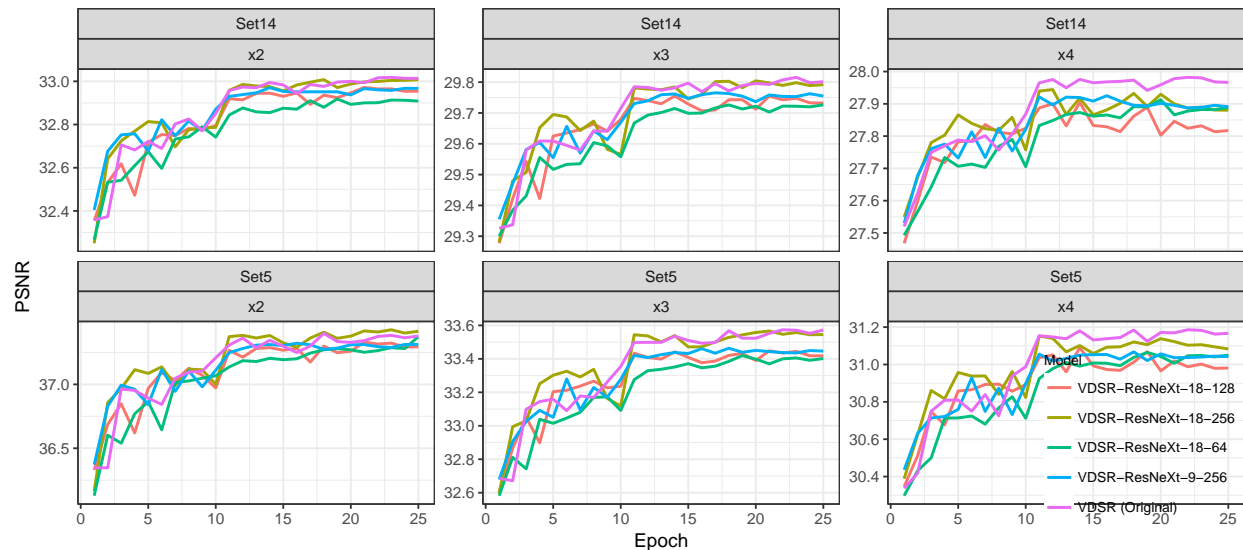 Set14 Set14 Set14
x2 x3 x4
33.0
32.8
32.6
32.4
29.8
29.7
29.6
29.5
29.4
29.3
28.0
27.9
27.8
27.7
27.6
27.5
Set5 Set5 Set5
x2 x3 x4
37.0
36.5
33.6
33.4
33.2
33.0
32.8
32.6
31.2
31.0
30.8
30.6
30.4
PSNR
Model
VDSR−ResNeXt−18−128
VDSR−ResNeXt−18−256
VDSR−ResNeXt−18−64
VDSR−ResNeXt−9−256
VDSR (Original)
0 5 10 15 20 25 0 5 10 15 20 25 0 5 10 15 20 25
Epoch